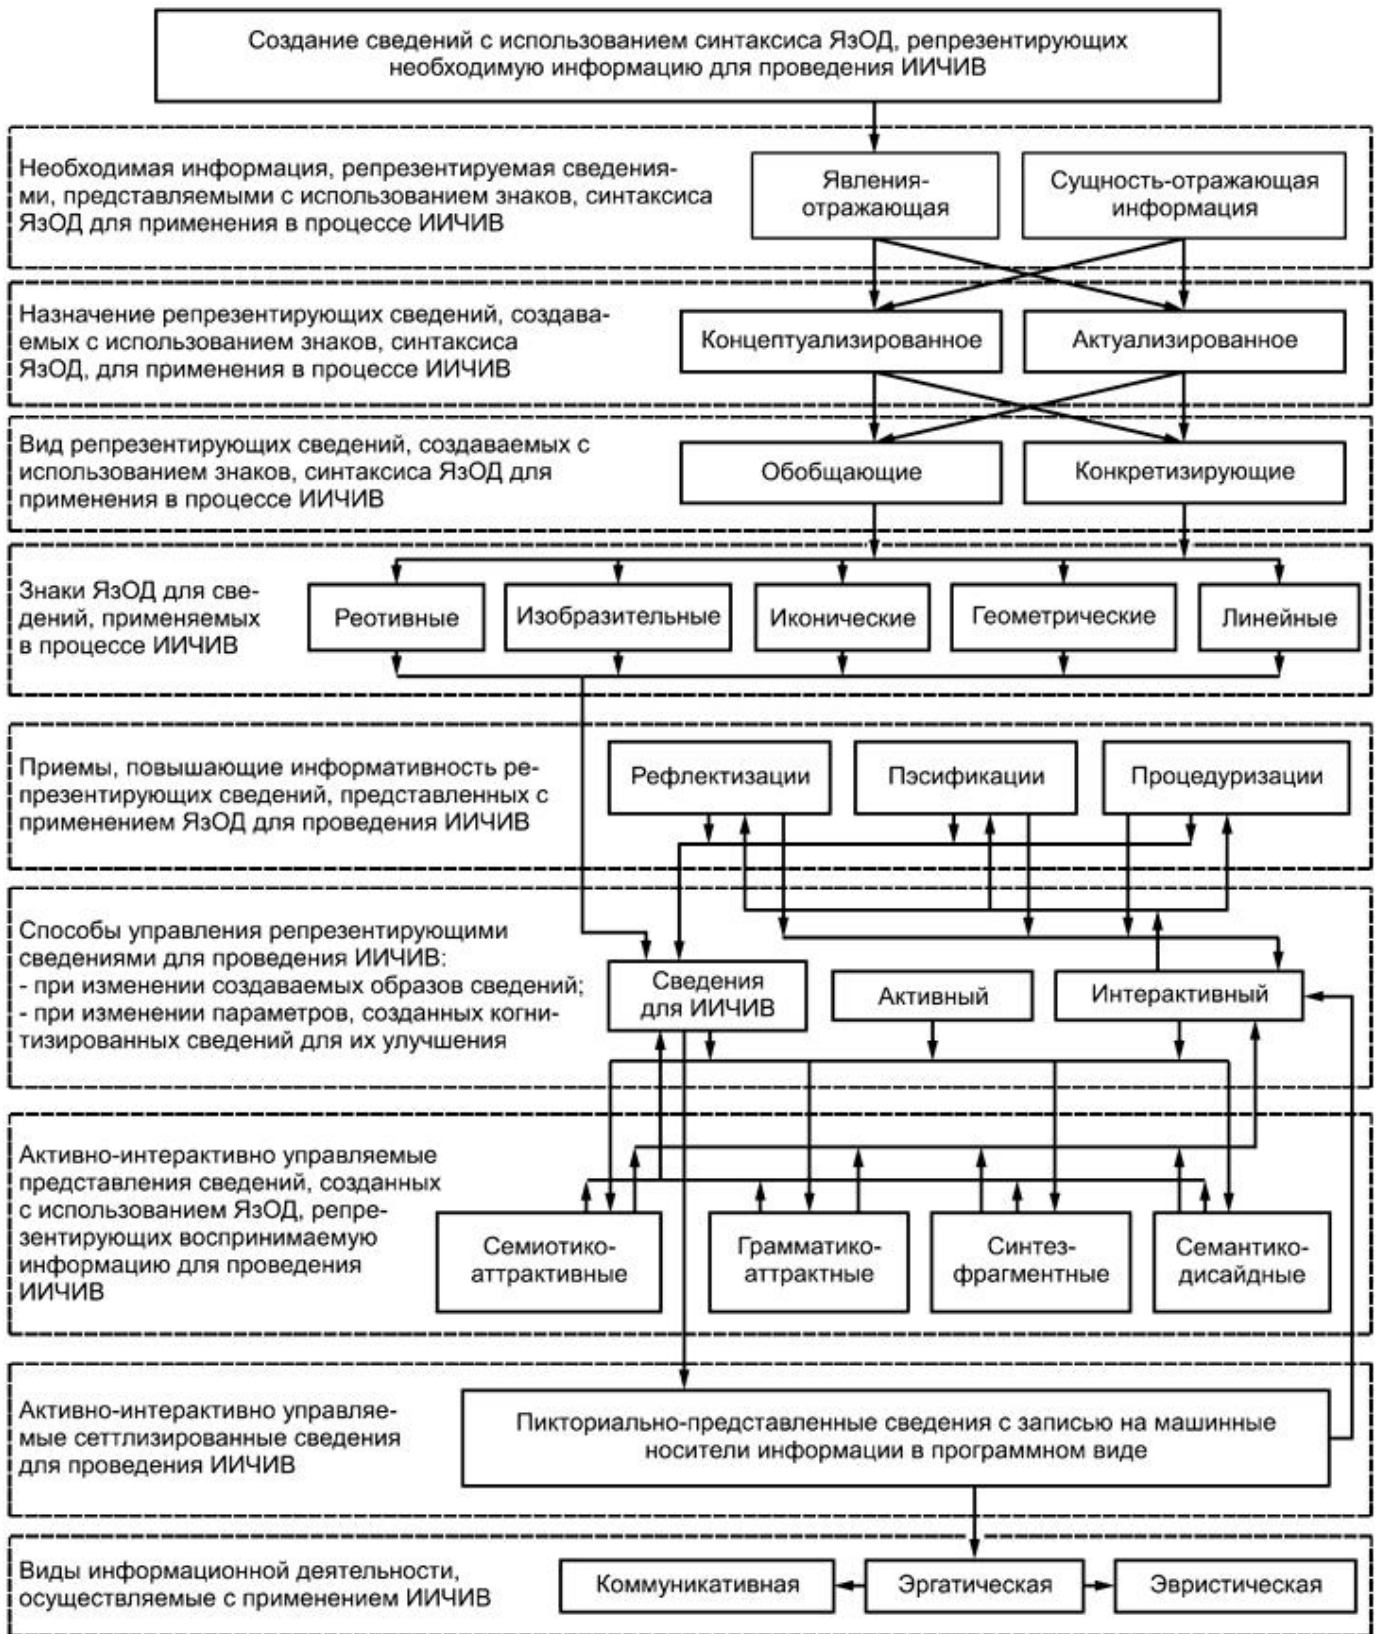 Создание сведений с использованием синтаксиса ЯзОД, репрезентирующих
необходимую информацию для проведения ИИЧИВ
Необходимая информация, репрезентируемая сведения-
ми, представляемыми с использованием знаков, синтаксиса
ЯзОД для применения в процессе ИИЧИВ
Явления-
отражающая
Сущность-отражающая
информация
Назначение репрезентирующих сведений, создава-
емых с использованием знаков, синтаксиса
ЯзОД, для применения в процессе ИИЧИВ
Концептуализированное
Актуализированное
Вид репрезентирующих сведений, создаваемых с
использованием знаков, синтаксиса ЯзОД для
применения в процессе ИИЧИВ
Обобщающие
Конкретизирующие
Знаки ЯзОД для све-
дений, применяемых
в процессе ИИЧИВ
Реотивные
Изобразительные
Иконические
Геометрические
Линейные
Приемы, повышающие информативность ре-
презентирующих сведений, представленных с
применением ЯзОД для проведения ИИЧИВ
Рефлектизации
Пэсификации
Процедуризации
Способы управления репрезентирующими
сведениями для проведения ИИЧИВ:
- при изменении создаваемых образов сведений;
- при изменении параметров, созданных когни-
тизированных сведений для их улучшения
Сведения
для ИИЧИВ
Активный
Интерактивный
Активно-интерактивно управляемые
представления сведений, созданных
с использованием ЯзОД, репре-
зентирующих воспринимаемую
информацию для проведения
ИИЧИВ
Семиотико-
аттрактивные
Грамматико-
аттрактные
Синтез-
фрагментные
Семантико-
дисайдные
Активно-интерактивно управляе-
мые сеттлизированные сведения
для проведения ИИЧИВ
Пикториально-представленные сведения с записью на машинные
носители информации в программном виде
Виды информационной деятельности,
осуществляемые с применением ИИЧИВ
Коммуникативная
Эргатическая
Эвристическая